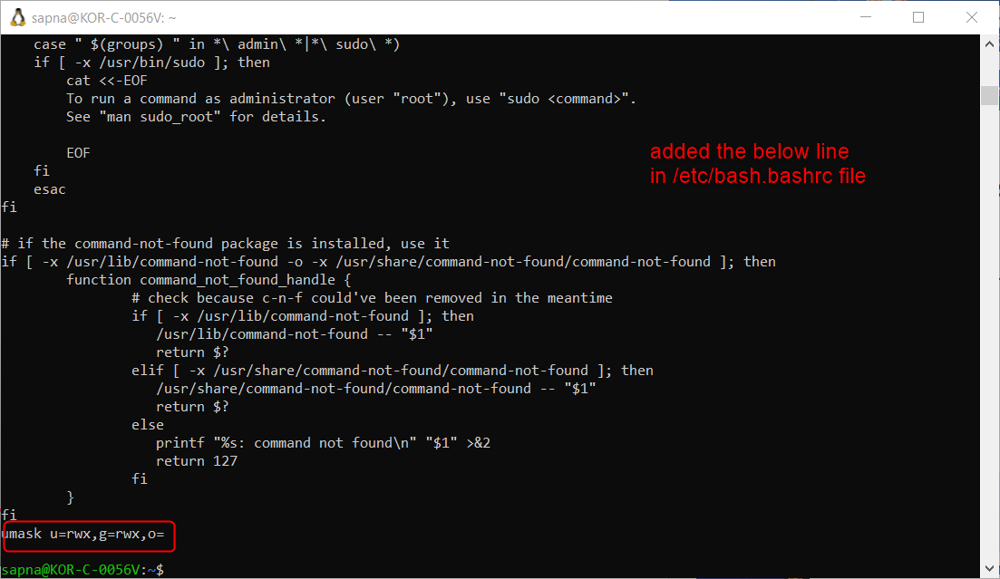 sapna@KOR-C-0056V: ~
case " $(groups) " in *\ admin\ *|*\ sudo\ *)
if [ -x /usr/bin/sudo ]; then
cat <<-EOF
To run a command as administrator (user "root"), use "sudo <command>".
See "man sudo_root" for details.
EOF
added the below line
in /etc/bash.bashrc file
fi
esac
fi
# if the command-not-found package is installed, use it
if [ -x /usr/lib/command-not-found -o -x /usr/share/command-not-found/command-not-found ]; then
function command_not_found_handle {
# check because c-n-f could've been removed in the meantime
if [ -x /usr/lib/command-not-found ]; then
/usr/lib/command-not-found -- "$1"
return $?
elif [ -x /usr/share/command-not-found/command-not-found ]; then
/usr/share/command-not-found/command-not-found -- "$1"
return $?
else
printf "%s: command not found\n" "$1" >&2
return 127
fi
}
fi
umask u=rwx,g=rwx,o=
sapna@KOR-C-0056V:~$